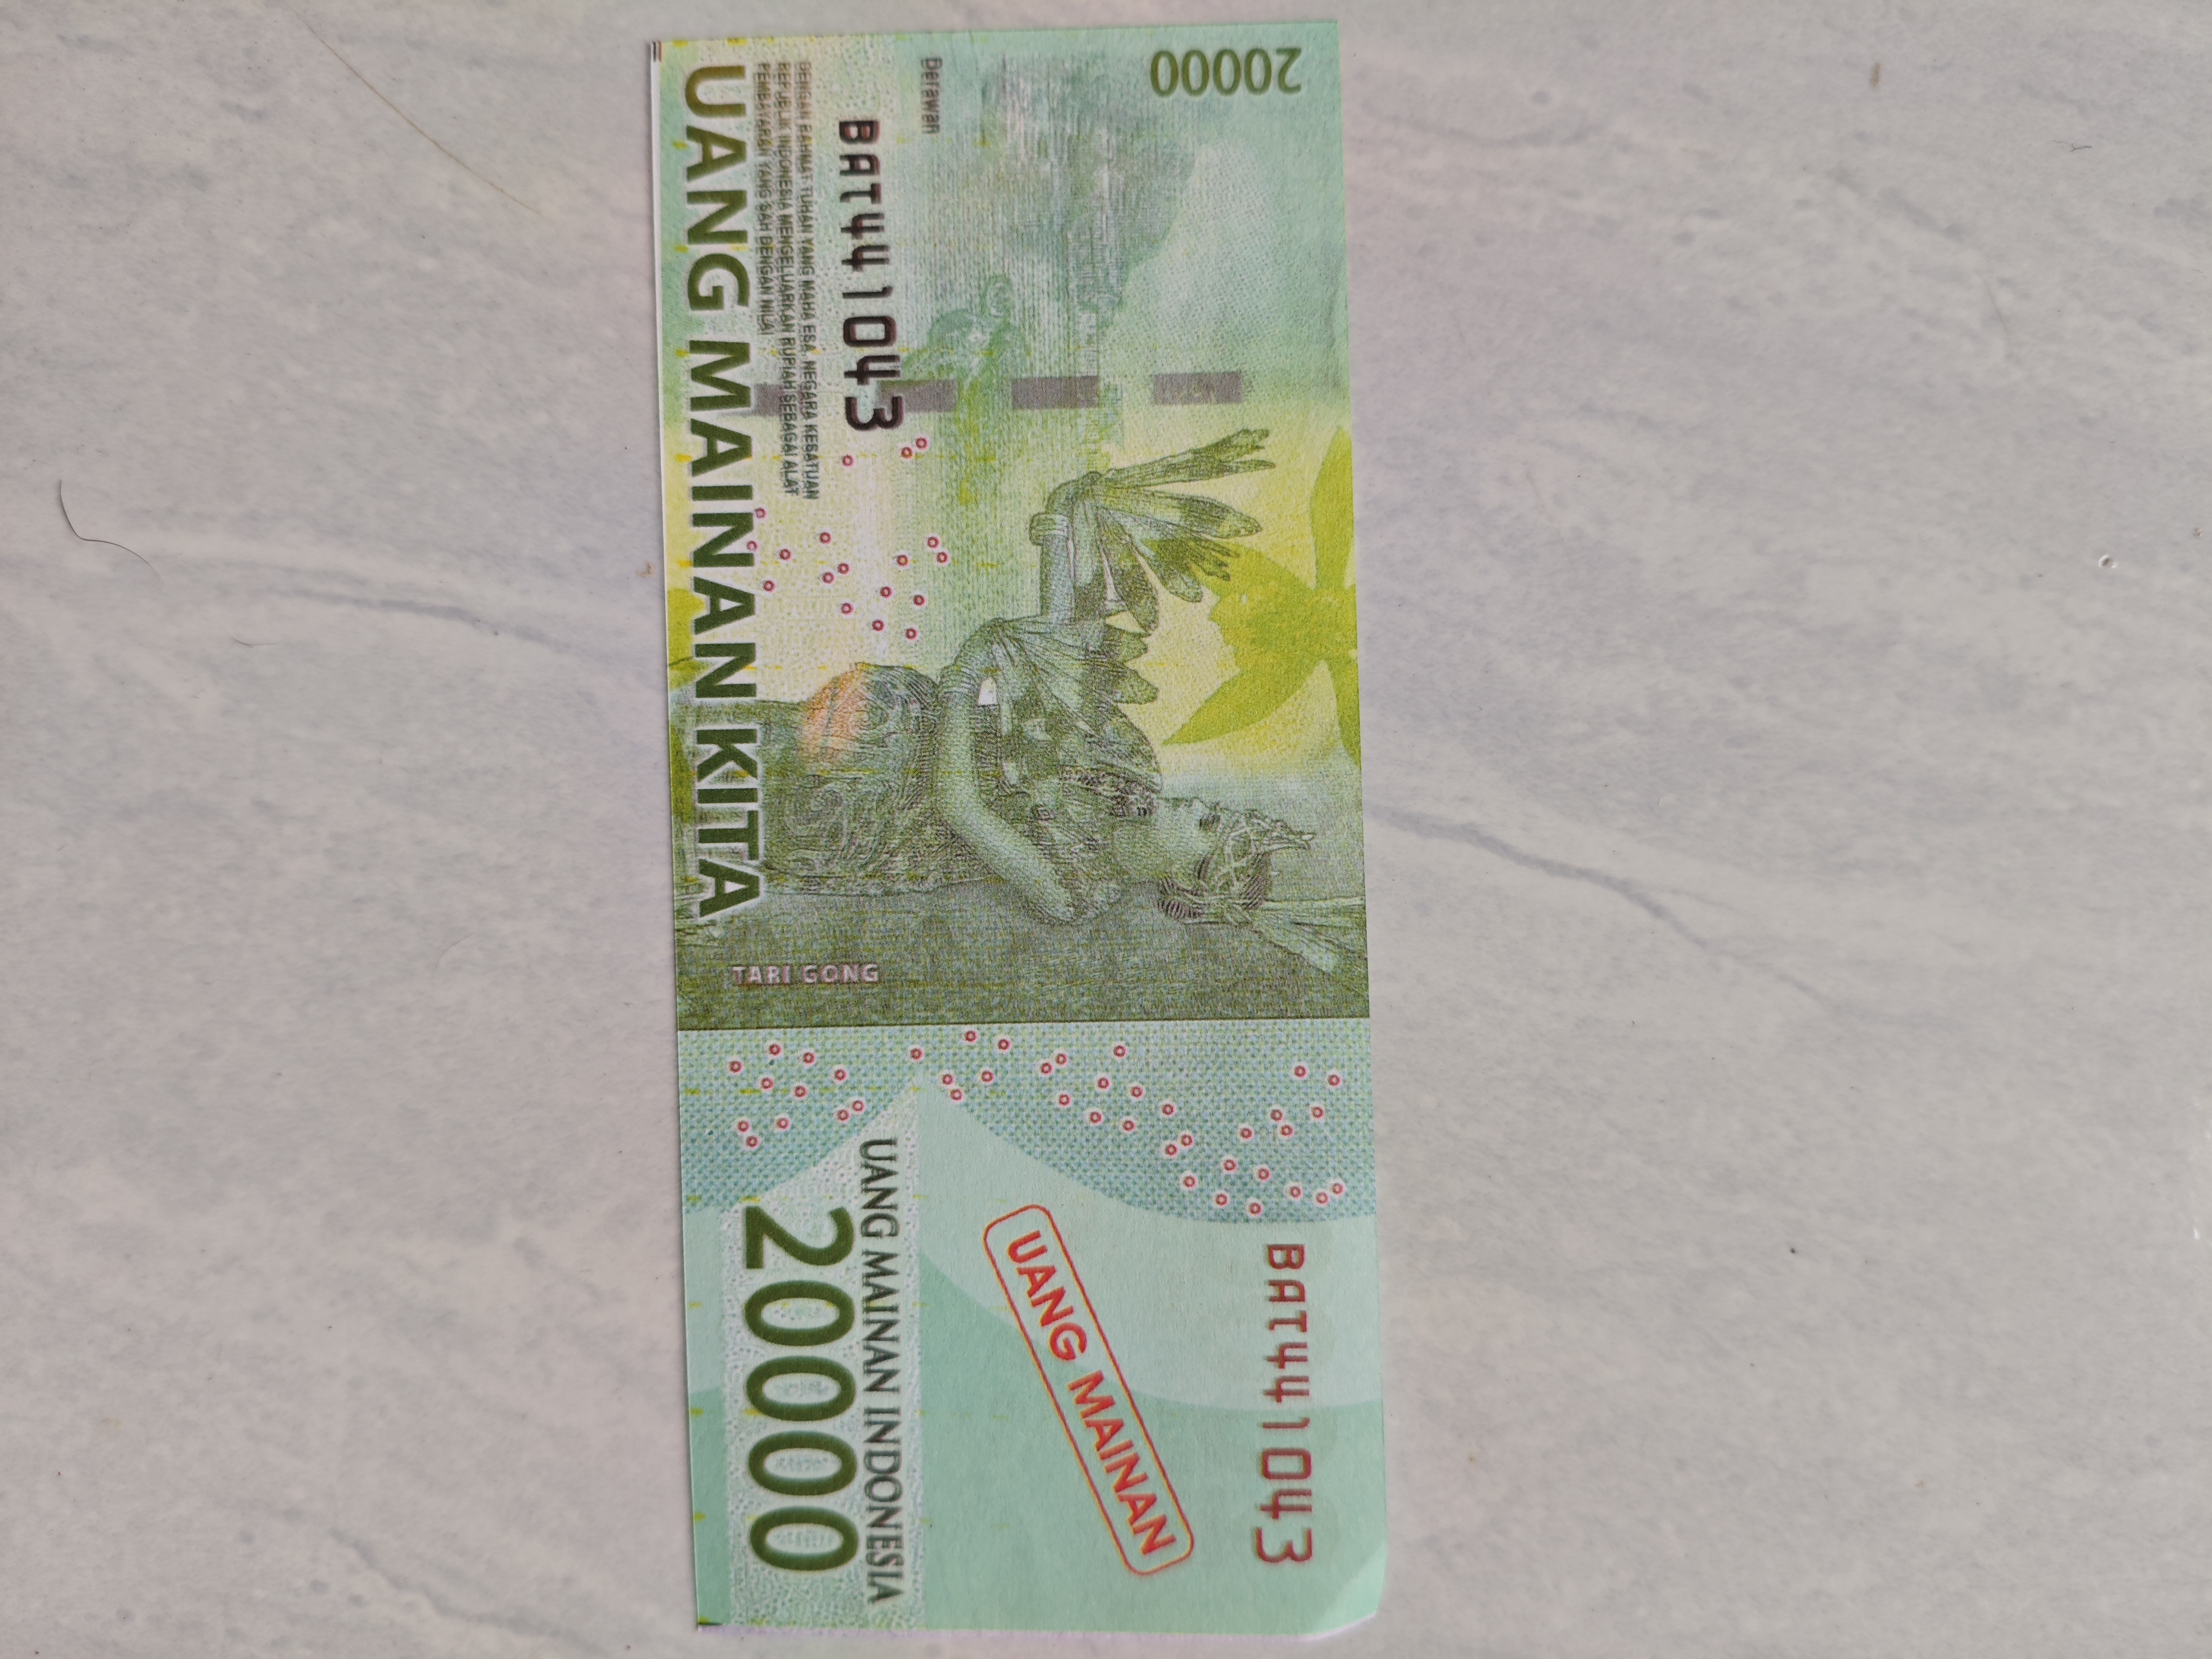 20000
Derawan
BAT441043
DENGAN RAHMAT TUHAN YANG MAHA ESA, NEGARA KESATUAN
REPUBLIK INDONESIA MENGELUARKAN RUPIAH SEBAGAI ALAT
PEMBAYARAN YANG SAH DENGAN NILAI
UANG MAINAN KITA
TARI GONG
BAT441043
UANG MAINAN
UANG MAINAN INDONESIA
20000